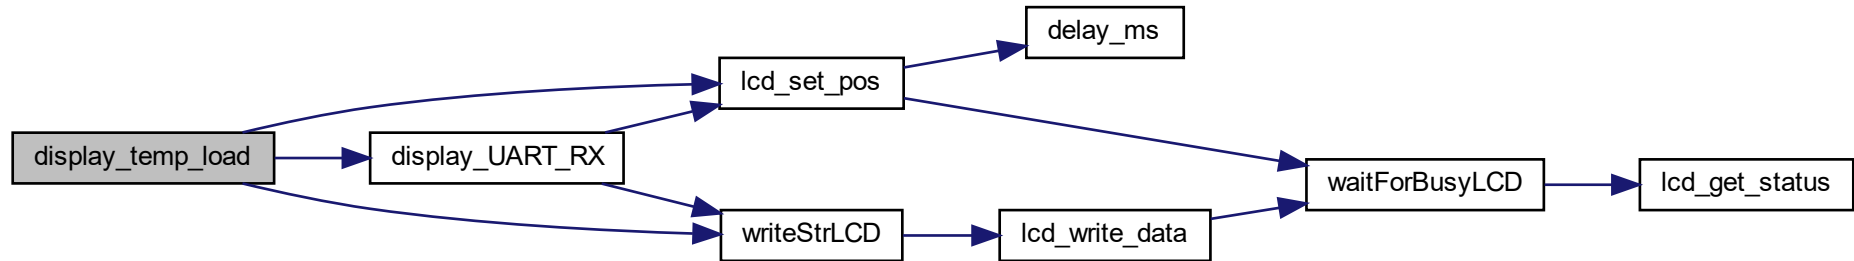 display_temp_load
display_UART_RX
lcd_set_pos
delay_ms
writeStrLCD
lcd_write_data
waitForBusyLCD
lcd_get_status